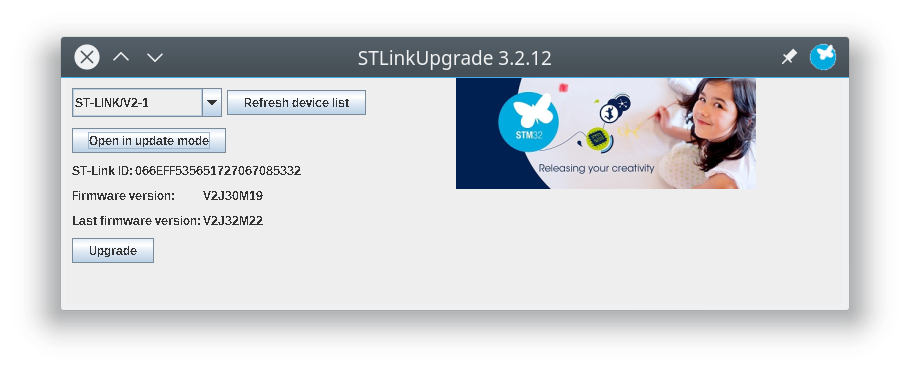 STLinkUpgrade 3.2.12
ST-LINK/V2-1
Refresh device list
Open in update mode
ST-Link ID: 066EFF535651727067085332
Firmware version: V2J30M19
Last firmware version: V2J32M22
Upgrade
STM32
Releasing your creativity